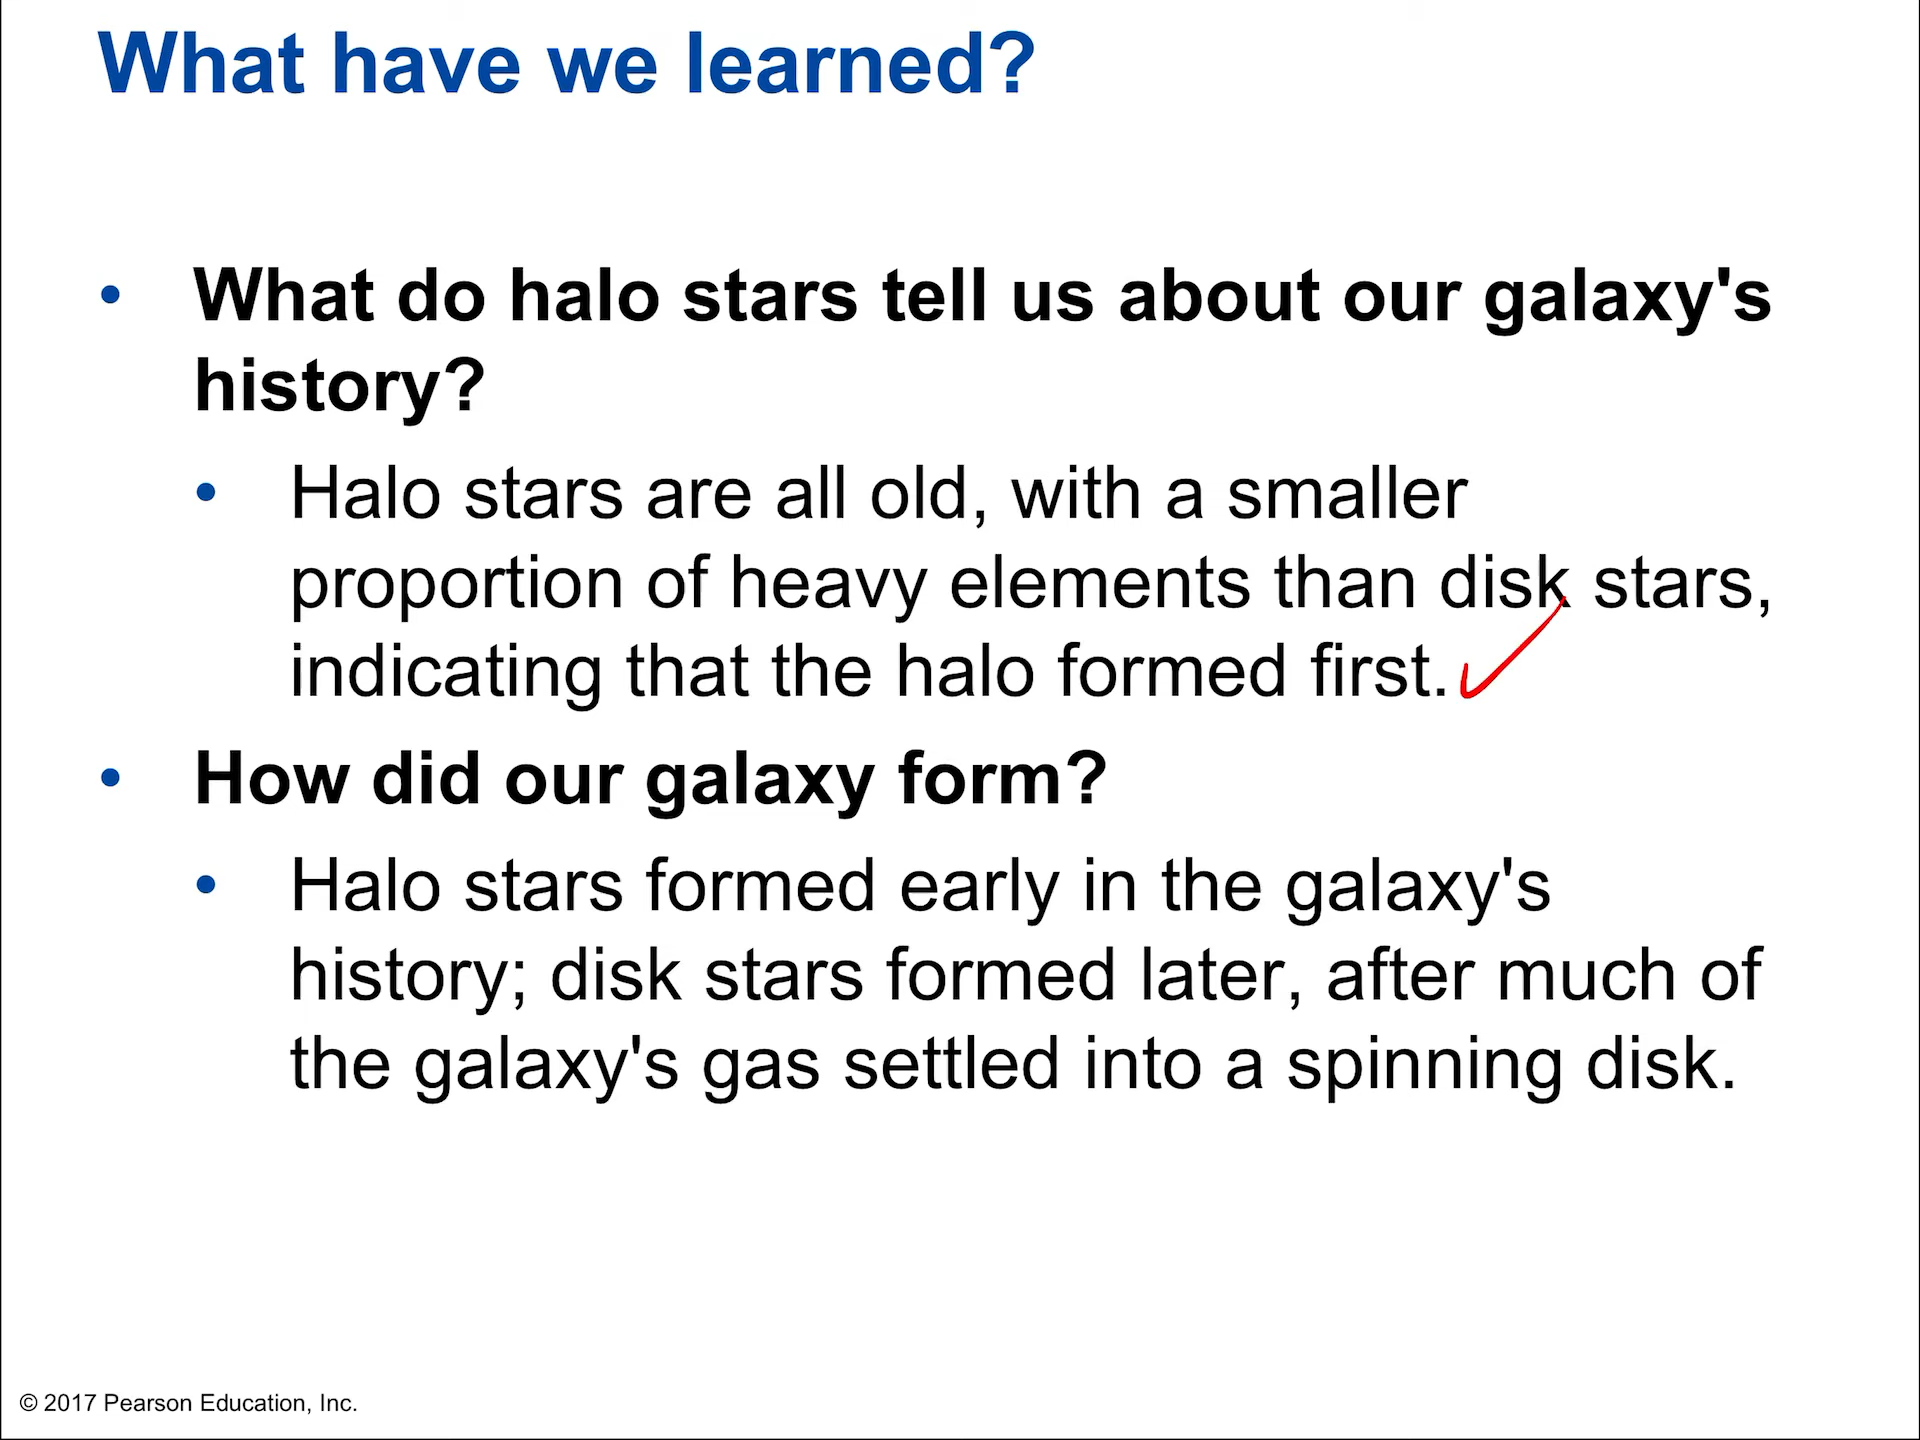 What have we learned?
• What do halo stars tell us about our galaxy's
history?
• Halo stars are all old, with a smaller
proportion of heavy elements than disk stars,
indicating that the halo formed first.
• How did our galaxy form?
• Halo stars formed early in the galaxy's
history; disk stars formed later, after much of
the galaxy's gas settled into a spinning disk.
© 2017 Pearson Education, Inc.